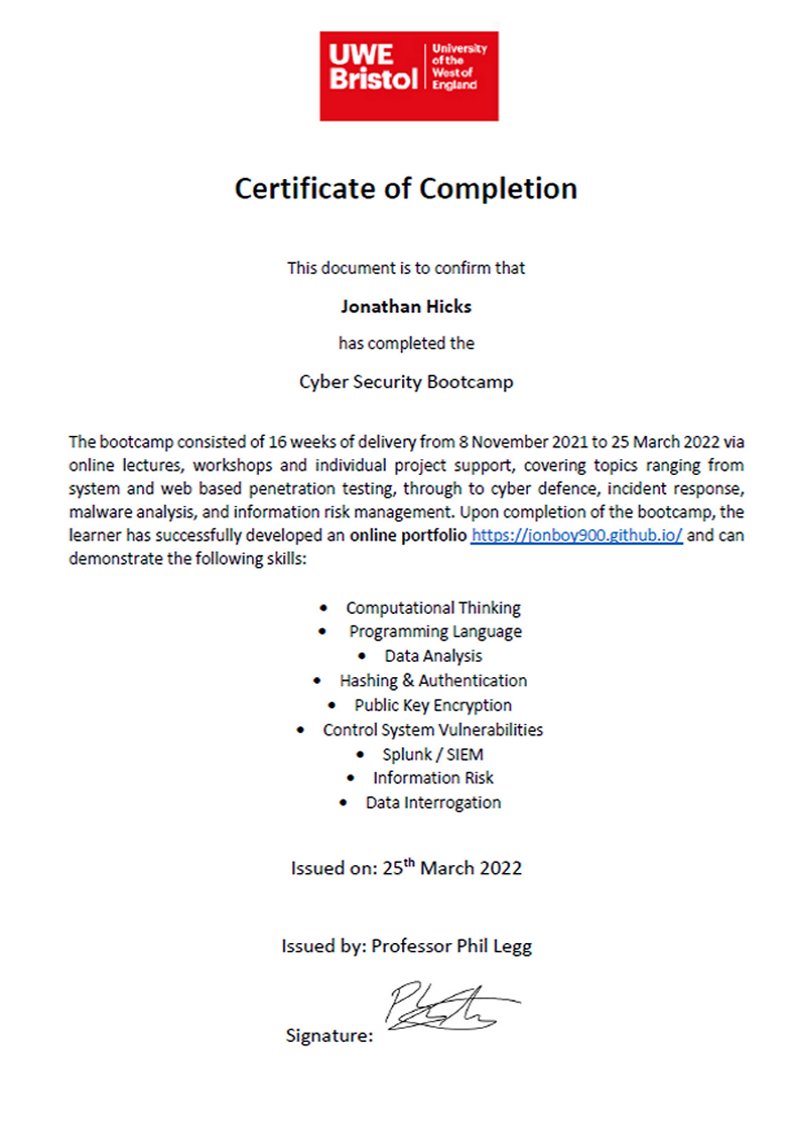 UWE
Bristol
University
of the
West of
England
Certificate of Completion
This document is to confirm that
Jonathan Hicks
has completed the
Cyber Security Bootcamp
The bootcamp consisted of 16 weeks of delivery from 8 November 2021 to 25 March 2022 via
online lectures, workshops and individual project support, covering topics ranging from
system and web based penetration testing, through to cyber defence, incident response,
malware analysis, and information risk management. Upon completion of the bootcamp, the
learner has successfully developed an online portfolio https://jonboy900.github.io/ and can
demonstrate the following skills:
• Computational Thinking
• Programming Language
• Data Analysis
• Hashing & Authentication
• Public Key Encryption
• Control System Vulnerabilities
• Splunk / SIEM
• Information Risk
• Data Interrogation
Issued on: 25th March 2022
Issued by: Professor Phil Legg
Signature: